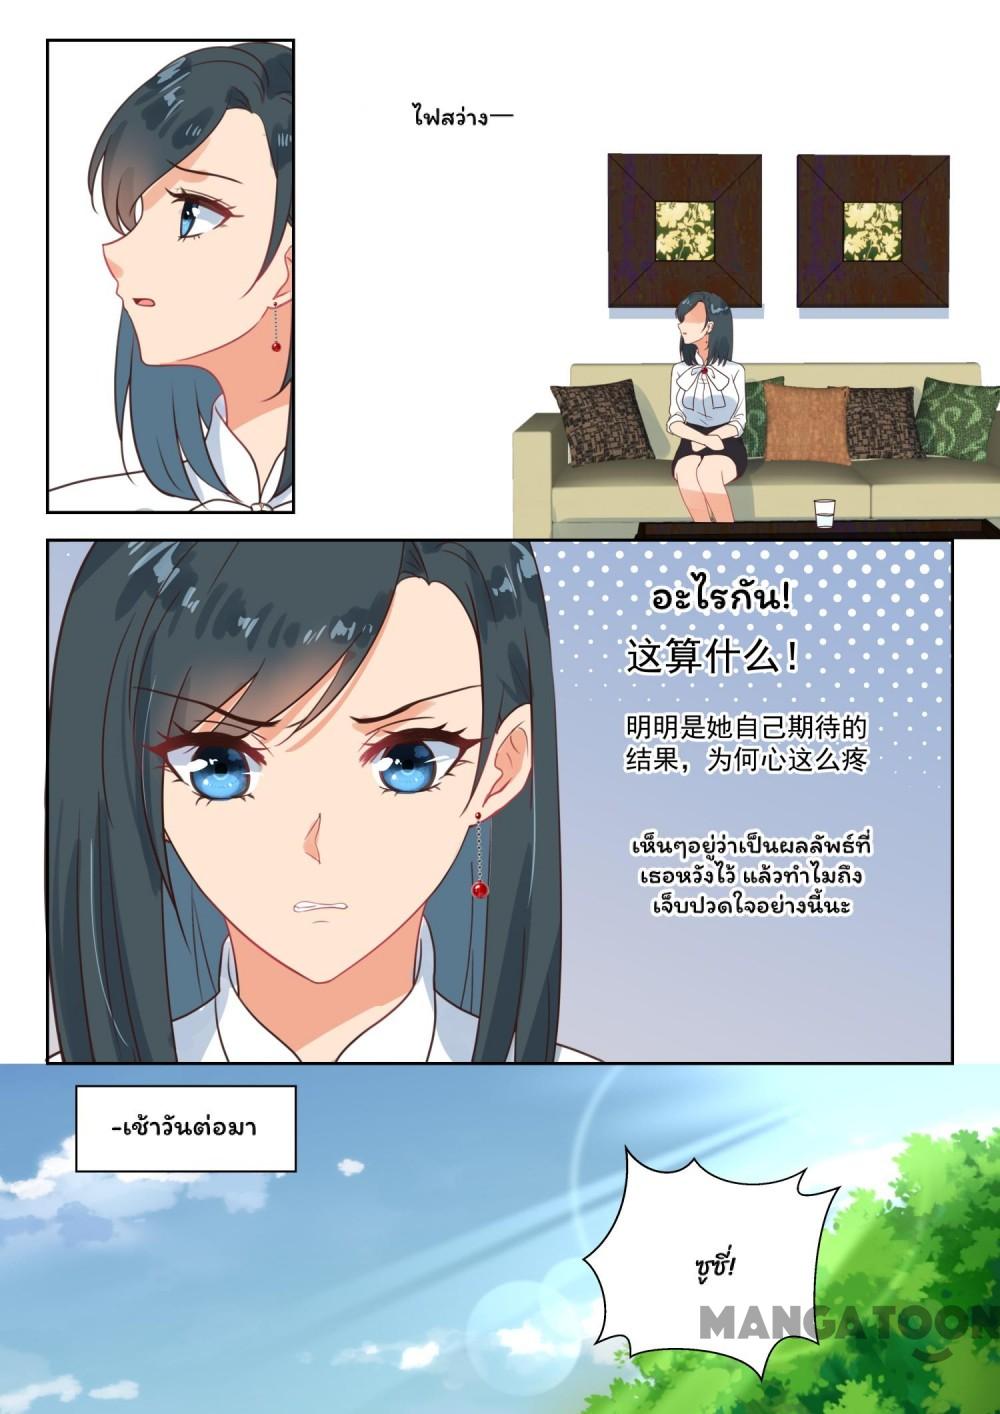 ไฟสว่าง—
อะไรกัน!
这算什么！
明明是她自己期待的
结果，为何心这么疼
เห็นๆอยู่ว่าเป็นผลลัพธ์ที่
เธอหวังไว้ แล้วทำไมถึง
เจ็บปวดใจอย่างนี้นะ
-เช้าวันต่อมา
ซูซี่!
MANGATOON